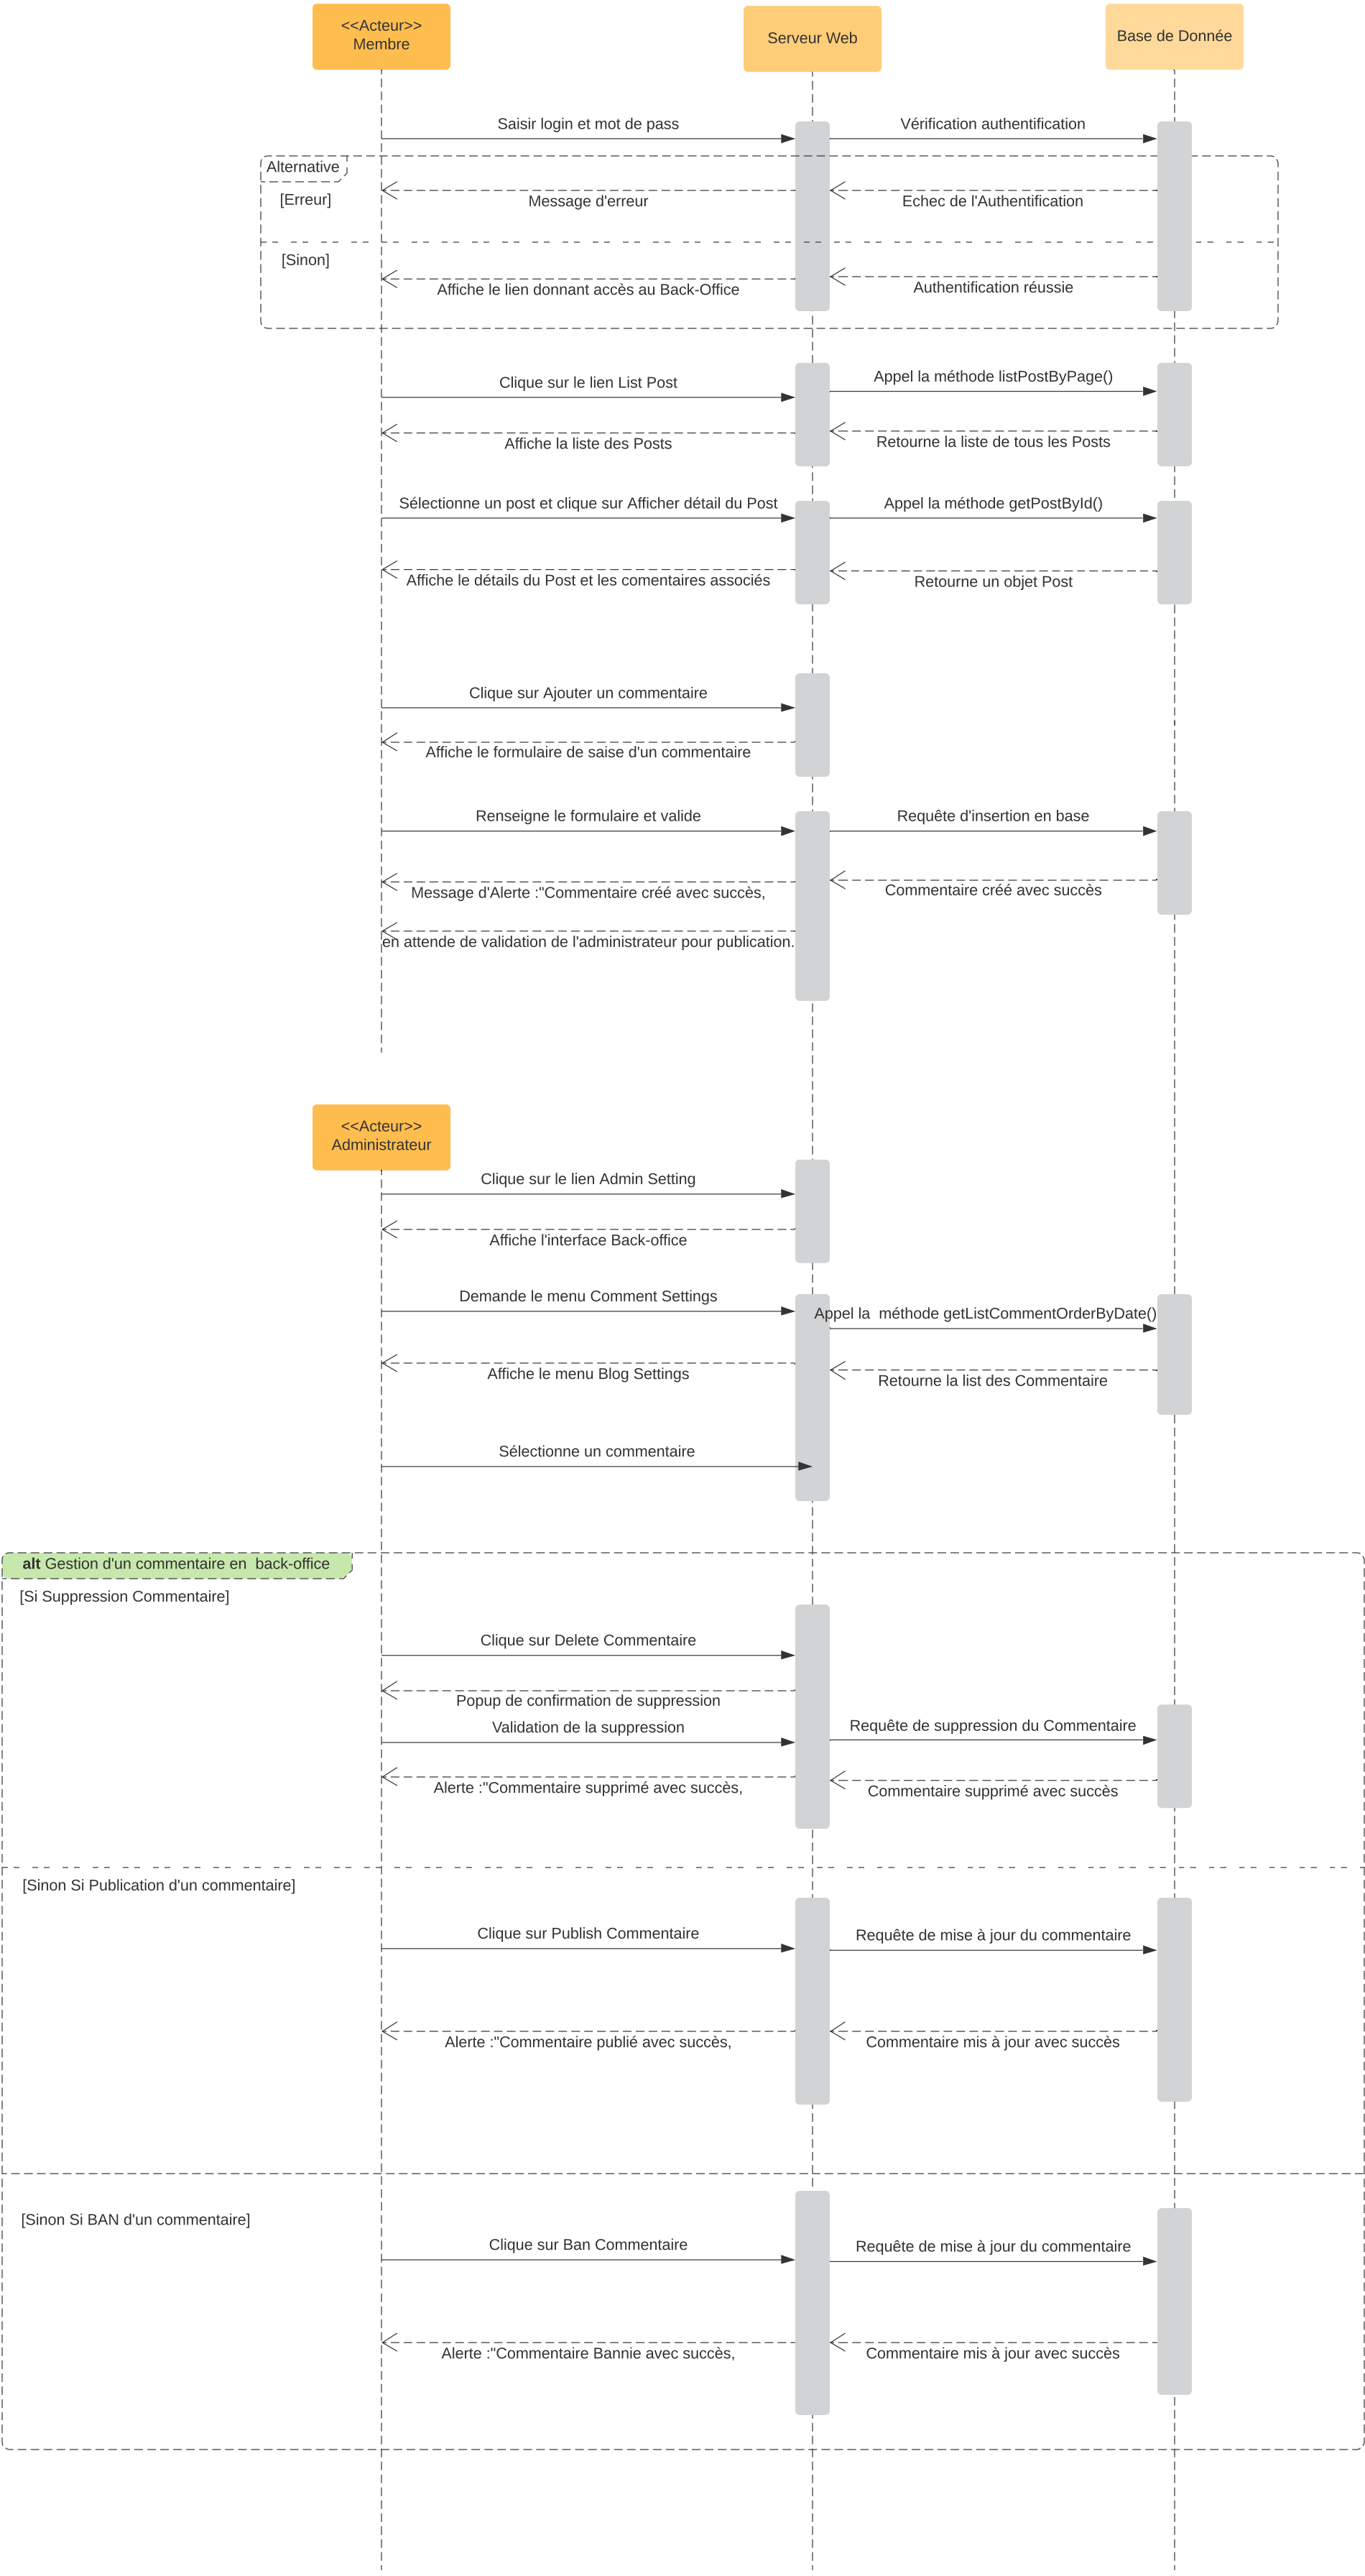 <<Acteur>>
Membre
Serveur Web
Base de Donnée
Saisir login et mot de pass
Vérification authentification
Alternative
[Erreur]
Message d'erreur
Echec de l'Authentification
[Sinon]
Affiche le lien donnant accès au Back-Office
Authentification réussie
Clique sur le lien List Post
Appel la méthode listPostByPage()
Affiche la liste des Posts
Retourne la liste de tous les Posts
Sélectionne un post et clique sur Afficher détail du Post
Appel la méthode getPostById()
Affiche le détails du Post et les comentaires associés
Retourne un objet Post
Clique sur Ajouter un commentaire
Affiche le formulaire de saise d'un commentaire
Renseigne le formulaire et valide
Requête d'insertion en base
Message d'Alerte :"Commentaire créé avec succès,
Commentaire créé avec succès
en attende de validation de l'administrateur pour publication.
<<Acteur>>
Administrateur
Clique sur le lien Admin Setting
Affiche l'interface Back-office
Demande le menu Comment Settings
Appel la  méthode getListCommentOrderByDate()
Affiche le menu Blog Settings
Retourne la list des Commentaire
Sélectionne un commentaire
alt Gestion d'un commentaire en  back-office
[Si Suppression Commentaire]
Clique sur Delete Commentaire
Popup de confirmation de suppression
Validation de la suppression
Requête de suppression du Commentaire
Alerte :"Commentaire supprimé avec succès,
Commentaire supprimé avec succès
[Sinon Si Publication d'un commentaire]
Clique sur Publish Commentaire
Requête de mise à jour du commentaire
Alerte :"Commentaire publié avec succès,
Commentaire mis à jour avec succès
[Sinon Si BAN d'un commentaire]
Clique sur Ban Commentaire
Requête de mise à jour du commentaire
Alerte :"Commentaire Bannie avec succès,
Commentaire mis à jour avec succès